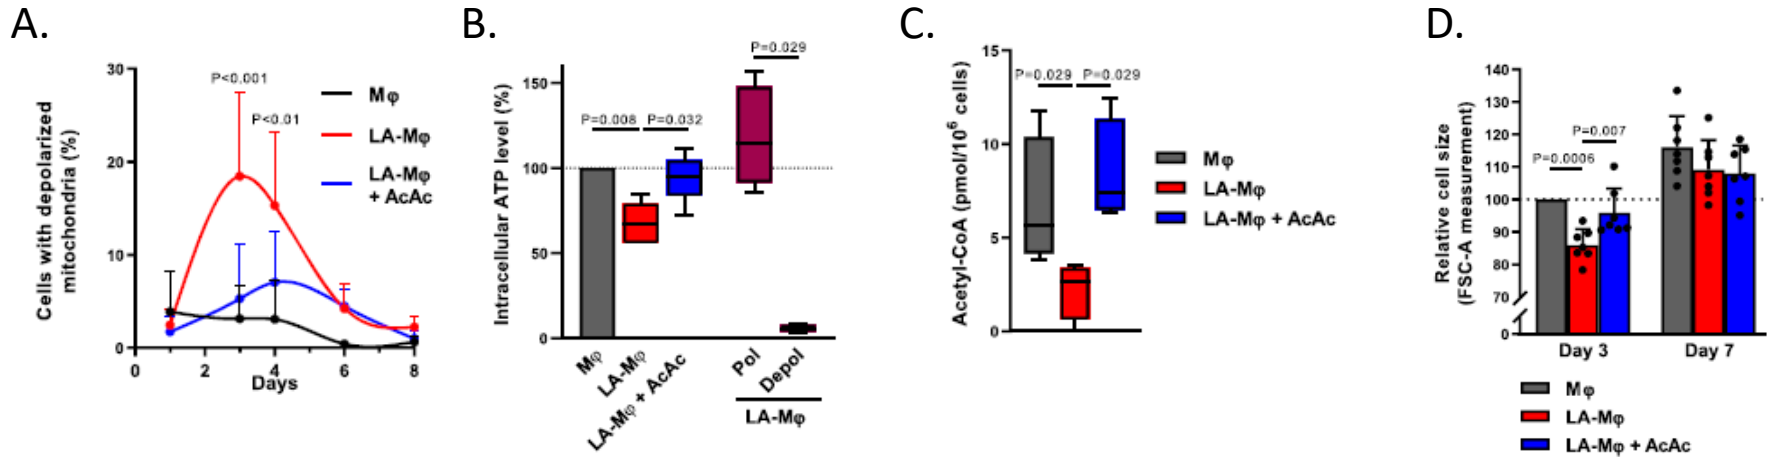 A.
Cells with depolarized
mitochondria (%)
30
20
10
0
0
2
4
6
8
Days
P<0,001
P<0.01
Mφ
LA-Mφ
LA-Mφ
+ AcAc
B.
Intracellular ATP level (%)
150
100
50
0
P=0.008
P=0.032
P=0.029
Mφ
LA-Mφ
LA-Mφ + AcAc
Pol
Depol
LA-Mφ
C.
Acetyl-CoA (pmol/10⁶ cells)
15
10
5
0
P=0.029
P=0.029
Mφ
LA-Mφ
LA-Mφ + AcAc
D.
Relative cell size
(FSC-A measurement)
140
130
120
110
100
90
80
70
0
P=0.0006
P=0.007
Day 3
Day 7
Mφ
LA-Mφ
LA-Mφ + AcAc